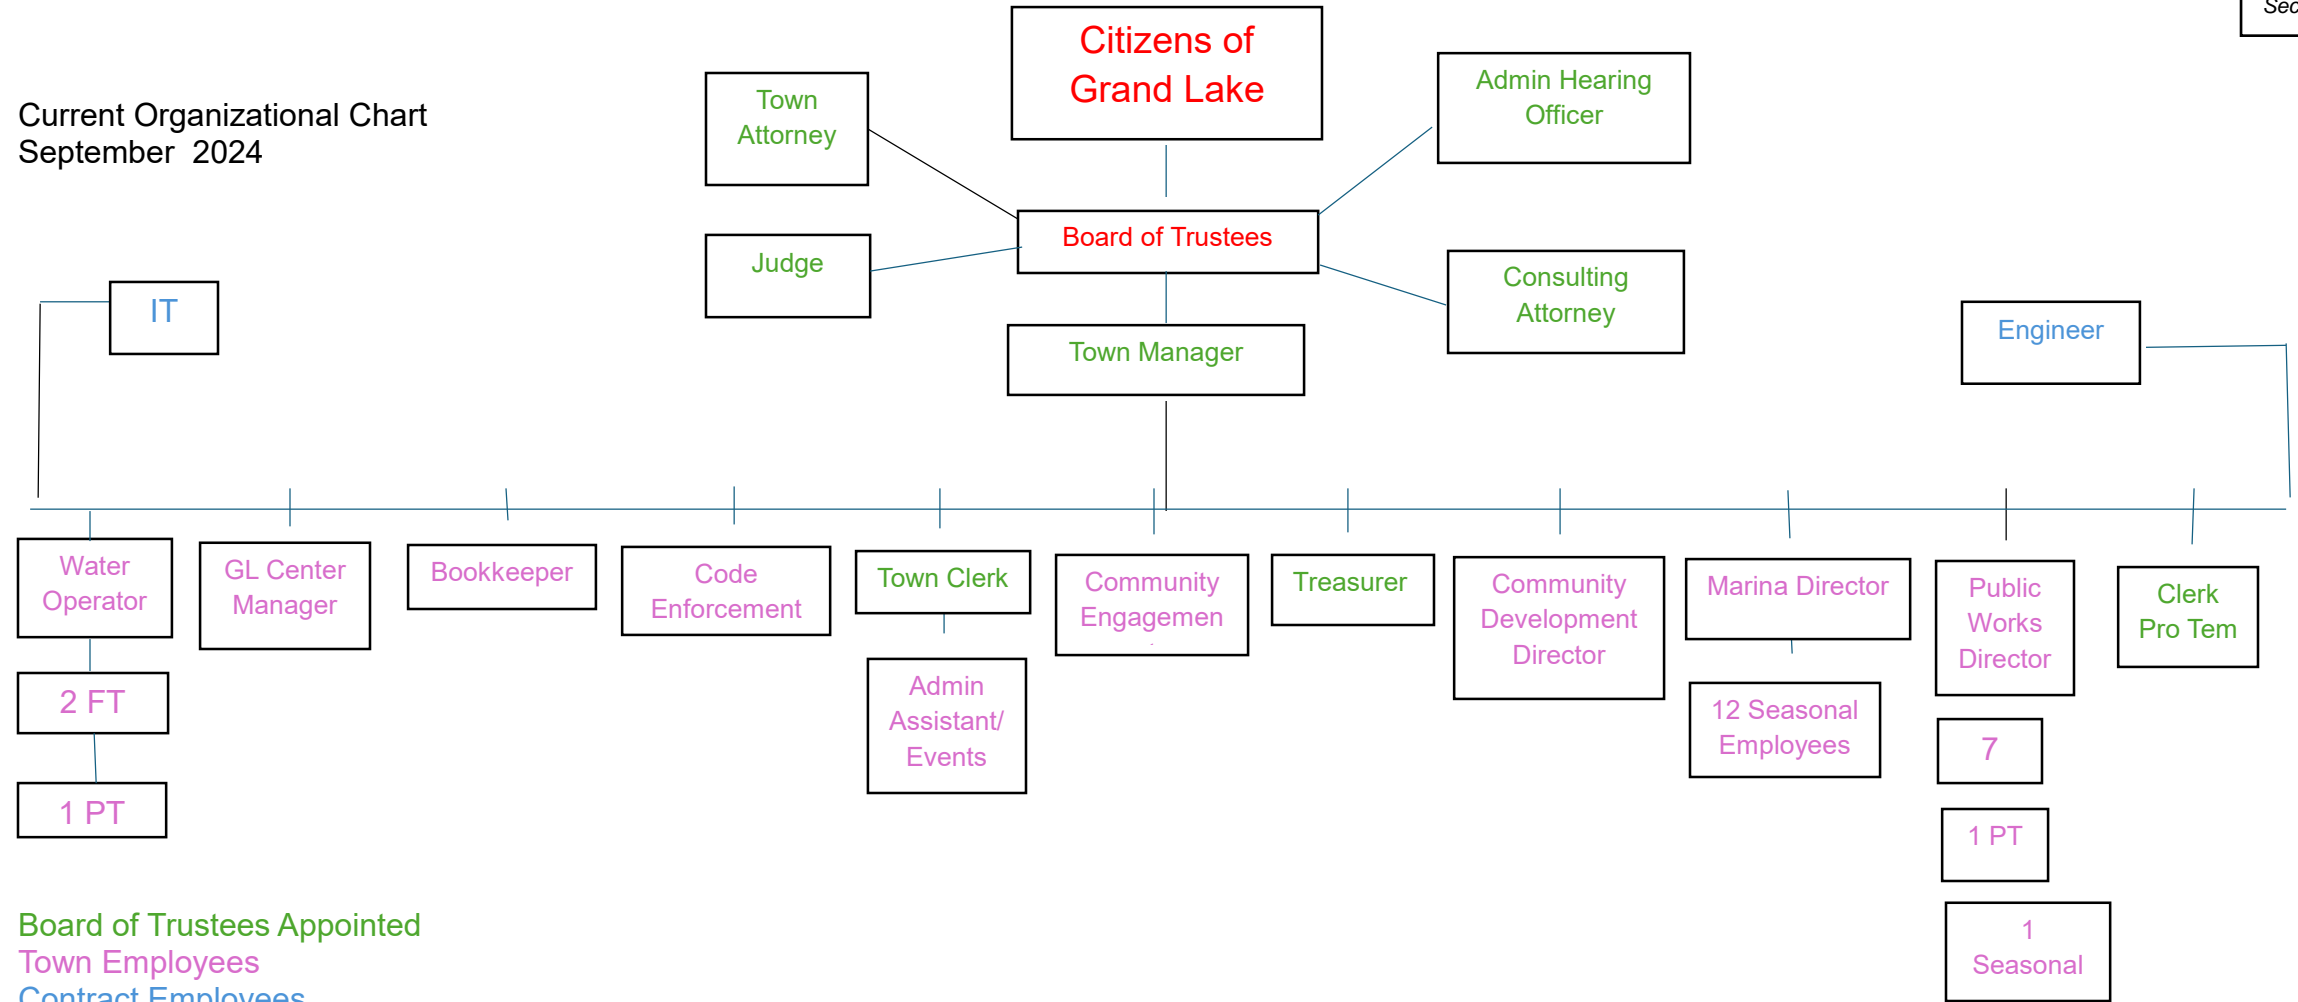 Sec
Citizens of
Grand Lake
Admin Hearing
Officer
Town
Attorney
Current Organizational Chart
September 2024
Board of Trustees
Judge
Consulting
Attorney
IT
Engineer
Town Manager
Water
Operator
GL Center
Manager
Bookkeeper
Code
Enforcement
Town Clerk
Community
Engagemen
Treasurer
Community
Development
Director
Marina Director
Public
Works
Director
Clerk
Pro Tem
2 FT
Admin
Assistant/
Events
12 Seasonal
Employees
7
1 PT
1 PT
1
Seasonal
Board of Trustees Appointed
Town Employees
Contract Employees